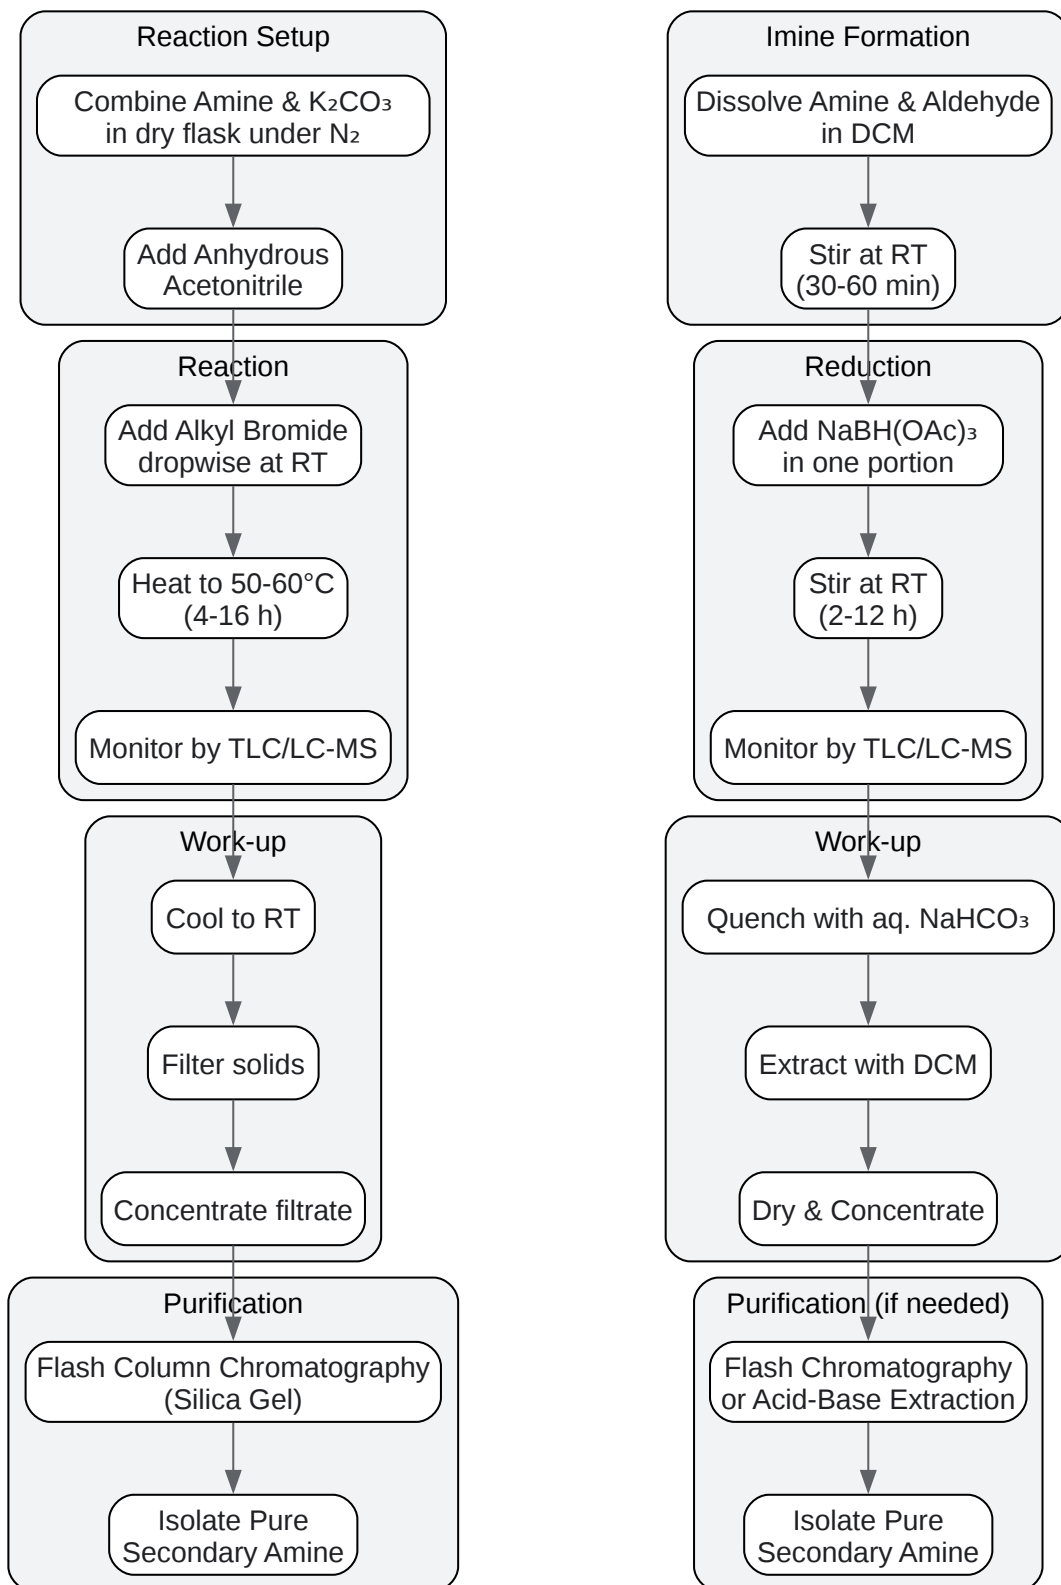 Reaction Setup
Combine Amine & K₂CO₃
in dry flask under N₂
Add Anhydrous
Acetonitrile
Reaction
Add Alkyl Bromide
dropwise at RT
Heat to 50-60°C
(4-16 h)
Monitor by TLC/LC-MS
Work-up
Cool to RT
Filter solids
Concentrate filtrate
Purification
Flash Column Chromatography
(Silica Gel)
Isolate Pure
Secondary Amine
Imine Formation
Dissolve Amine & Aldehyde
in DCM
Stir at RT
(30-60 min)
Reduction
Add NaBH(OAc)₃
in one portion
Stir at RT
(2-12 h)
Monitor by TLC/LC-MS
Work-up
Quench with aq. NaHCO₃
Extract with DCM
Dry & Concentrate
Purification (if needed)
Flash Chromatography
or Acid-Base Extraction
Isolate Pure
Secondary Amine